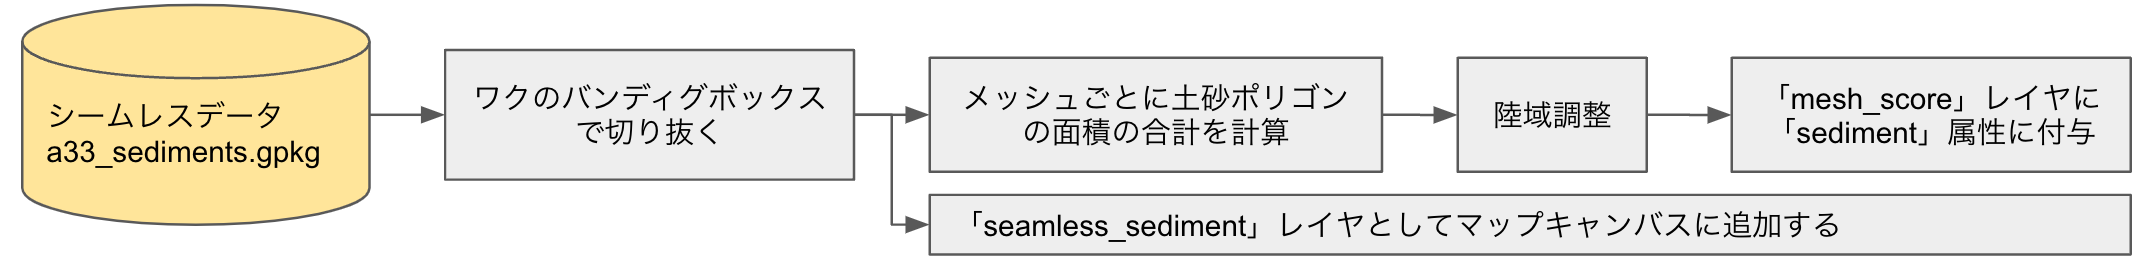 シームレスデータ
a33_sediments.gpkg
ワクのバンディグボックス
で切り抜く
メッシュごとに土砂ポリゴン
の面積の合計を計算
陸域調整
「mesh_score」レイヤに
「sediment」属性に付与
「seamless_sediment」レイヤとしてマップキャンバスに追加する